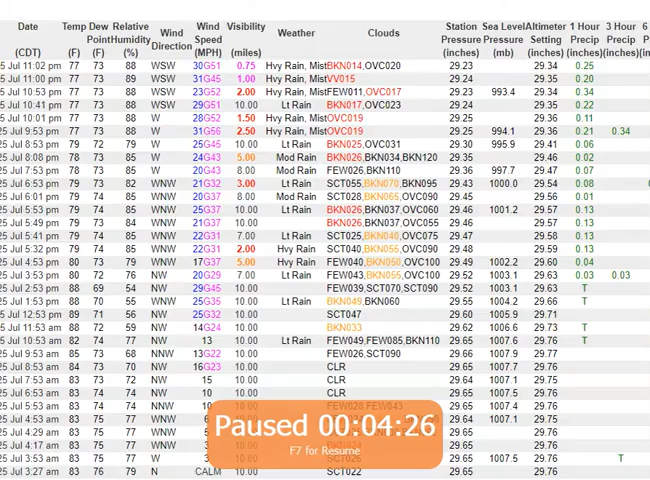 Date Temp Dew Relative Wind Wind Visibility Weather Clouds Station Sea Level Altimeter 1 Hour 3 Hour 6
Point Humidity Direction Speed Pressure Pressure Setting Precip Precip
(CDT) (F) (F) (%) (MPH) (miles) (inches) (mb) (inches) (inches)
5 Jul 11:02 pm 77 73 88 WSW 30G51 0.75 Hvy Rain, Mist BKN014,OVC020 29.23 29.34 0.25
5 Jul 11:00 pm 77 73 89 WSW 31G45 1.00 Hvy Rain, Mist VV015 29.24 29.35 0.20
5 Jul 10:53 pm 77 73 88 WSW 23G52 2.00 Hvy Rain, Mist FEW011,OVC017 29.23 993.4 29.34 0.34
5 Jul 10:41 pm 77 73 88 WSW 29G51 10.00 Lt Rain BKN017,OVC023 29.24 29.35 0.22
5 Jul 10:01 pm 77 73 88 W 28G52 1.50 Hvy Rain, Mist OVC019 29.25 29.36 0.11
25 Jul 9:53 pm 77 73 88 W 31G56 2.50 Hvy Rain, Mist OVC019 29.25 994.1 29.36 0.21 0.34
25 Jul 8:53 pm 79 72 79 W 25G45 10.00 Lt Rain BKN025,OVC031 29.30 995.9 29.41 0.06
25 Jul 8:08 pm 78 73 85 W 24G43 5.00 Mod Rain BKN026,BKN034,BKN120 29.35 29.46 0.02
25 Jul 7:53 pm 78 73 85 W 20G43 8.00 Mod Rain FEW026,BKN110 29.36 997.7 29.47 0.07
25 Jul 6:53 pm 79 73 82 WNW 21G32 3.00 Lt Rain SCT055,BKN070,BKN095 29.43 1000.0 29.54 0.08
25 Jul 6:01 pm 79 74 85 WNW 20G37 8.00 Mod Rain SCT028,BKN065,OVC090 29.45 29.56 0.01
25 Jul 5:53 pm 79 74 85 WNW 20G37 10.00 Lt Rain BKN026,BKN037,OVC060 29.46 1001.2 29.57 0.13
25 Jul 5:49 pm 79 73 84 WNW 21G37 10.00 BKN026,BKN037,OVC055 29.46 29.57 0.13
25 Jul 5:41 pm 79 74 85 WNW 22G31 7.00 Lt Rain SCT025,BKN040,OVC075 29.47 29.58 0.13
25 Jul 5:32 pm 79 74 85 WNW 22G31 2.00 Hvy Rain SCT040,BKN055,OVC090 29.48 29.59 0.13
25 Jul 4:53 pm 80 73 79 WNW 17G37 5.00 Hvy Rain FEW040,BKN050,OVC100 29.49 1002.2 29.60 0.04
25 Jul 3:53 pm 80 72 76 NW 20G29 7.00 Lt Rain FEW043,BKN055,OVC100 29.52 1003.1 29.63 0.03 0.03
25 Jul 2:53 pm 88 69 54 NW 29G45 10.00 FEW039,SCT070,SCT090 29.52 1003.1 29.63 T
25 Jul 1:53 pm 88 70 55 WNW 25G35 10.00 Lt Rain BKN049,BKN060 29.55 1004.2 29.66 T
25 Jul 12:53 pm 89 71 56 NW 25G32 10.00 SCT047 29.60 1005.9 29.71
25 Jul 11:53 am 88 72 59 NW 14G24 10.00 BKN033 29.62 1006.6 29.73 T
25 Jul 10:53 am 82 74 77 NW 13 10.00 Lt Rain FEW049,FEW085,BKN110 29.65 1007.6 29.76 T
25 Jul 9:53 am 85 73 68 NNW 13G22 10.00 FEW026,SCT090 29.66 1007.9 29.77
25 Jul 8:53 am 84 73 70 NW 16G23 10.00 CLR 29.66 1007.8 29.77
25 Jul 7:53 am 83 73 72 NW 15 10.00 CLR 29.64 1007.1 29.75
25 Jul 6:53 am 83 74 74 NW 10 10.00 CLR 29.65 1007.5 29.76
25 Jul 5:53 am 83 74 74 NNW 10 FEW028 FEW043 29.65 1007.4 29.76
25 Jul 4:53 am 83 75 77 WNW 29.64 1007.1 29.75
25 Jul 4:29 am 83 75 77 WNW 29.65 29.76
25 Jul 4:17 am 83 75 77 WNW 29.65 29.76
25 Jul 3:53 am 83 75 77 W SCT026 29.65 1007.5 29.76 T
25 Jul 3:27 am 83 76 79 N CALM 10.00 SCT022 29.65 29.76
Paused 00:04:26
F7 for Resume